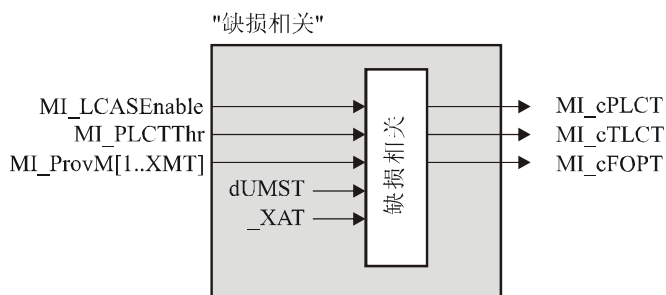 "缺损相关"
MI_LCASEnable
MI_PLCTThr
MI_ProvM[1..XMT]
dUMST
_XAT
缺损相关
MI_cPLCT
MI_cTLCT
MI_cFOPT